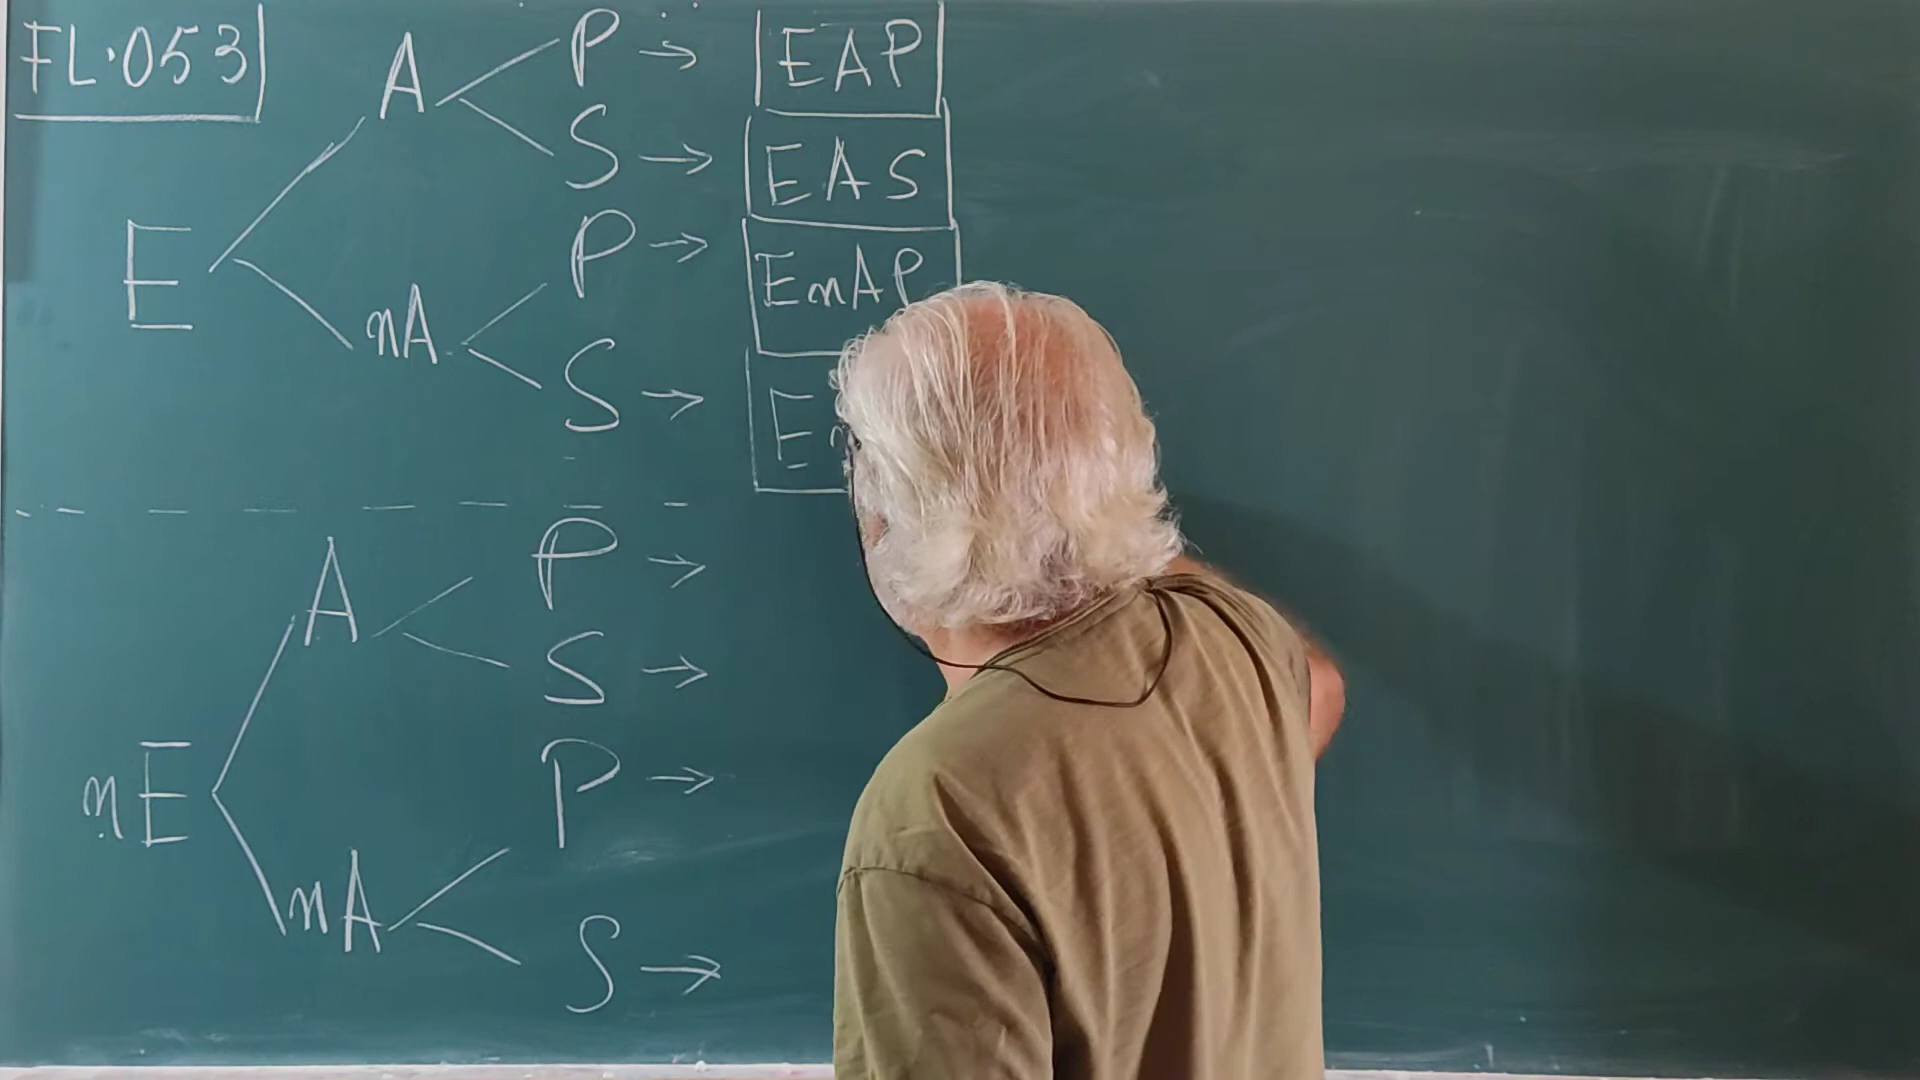 FL.053
A P → EAP
S → EAS
E
P → EnAP
nA
S → E
A P →
S →
nE P →
nA
S →